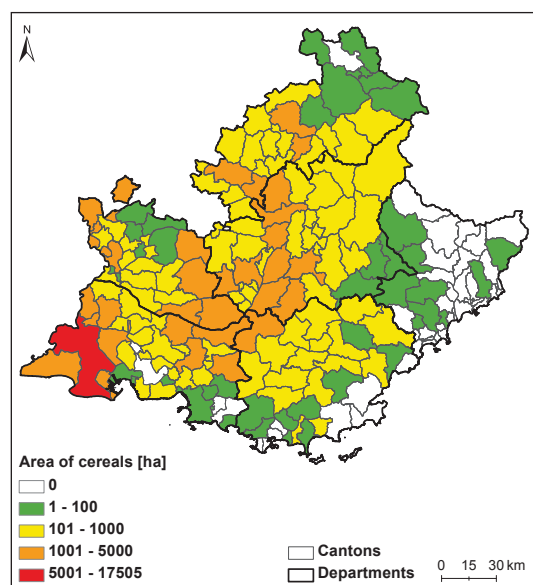 N
Area of cereals [ha]
0
1 - 100
101 - 1000
1001 - 5000
5001 - 17505
Cantons
Departments
0 15 30 km